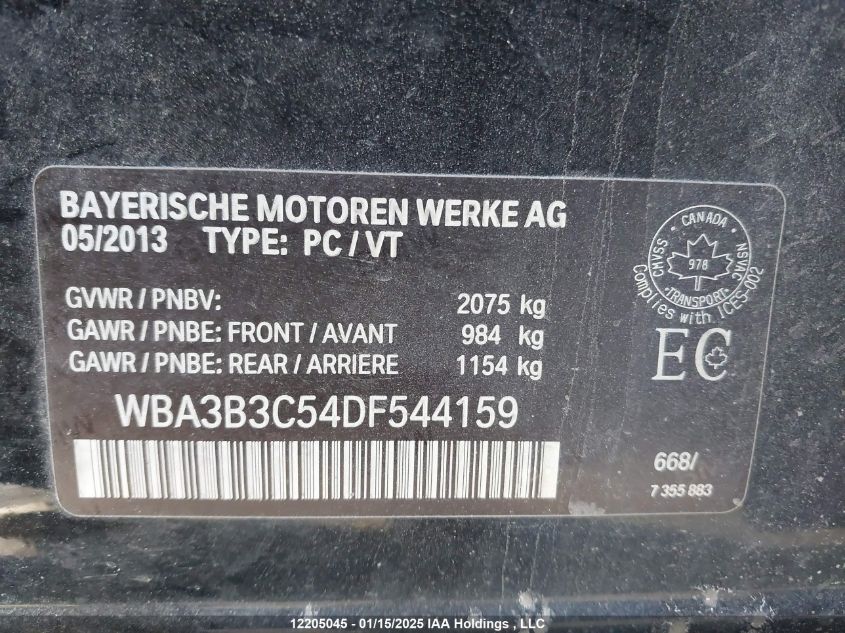 BAYERISCHE MOTOREN WERKE AG
05/2013 TYPE: PC / VT
GVWR / PNBV: 2075 kg
GAWR / PNBE: FRONT / AVANT 984 kg
GAWR / PNBE: REAR / ARRIERE 1154 kg
WBA3B3C54DF544159
CANADA
CMVSS
NSVAC
978
TRANSPORT
Complies with ICES-002
EC
668/
7 355 883
12205045 - 01/15/2025 IAA Holdings , LLC